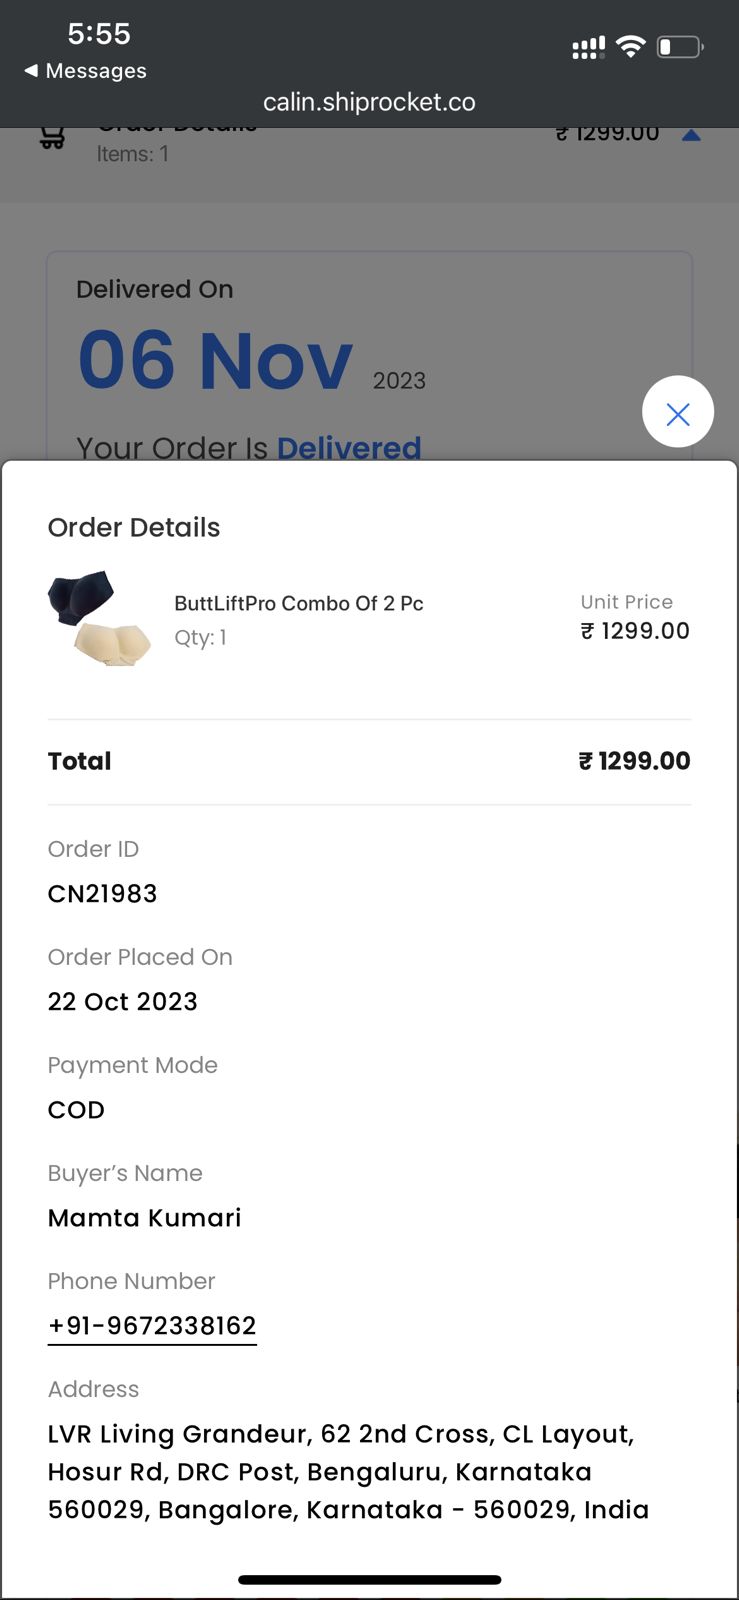 5:55
Messages
calin.shiprocket.co
Order Details
₹ 1299.00
Items: 1
Delivered On
06 Nov 2023
Your Order Is Delivered
Order Details
ButtLiftPro Combo Of 2 Pc
Qty: 1
Unit Price
₹ 1299.00
Total
₹ 1299.00
Order ID
CN21983
Order Placed On
22 Oct 2023
Payment Mode
COD
Buyer's Name
Mamta Kumari
Phone Number
+91-9672338162
Address
LVR Living Grandeur, 62 2nd Cross, CL Layout,
Hosur Rd, DRC Post, Bengaluru, Karnataka
560029, Bangalore, Karnataka - 560029, India